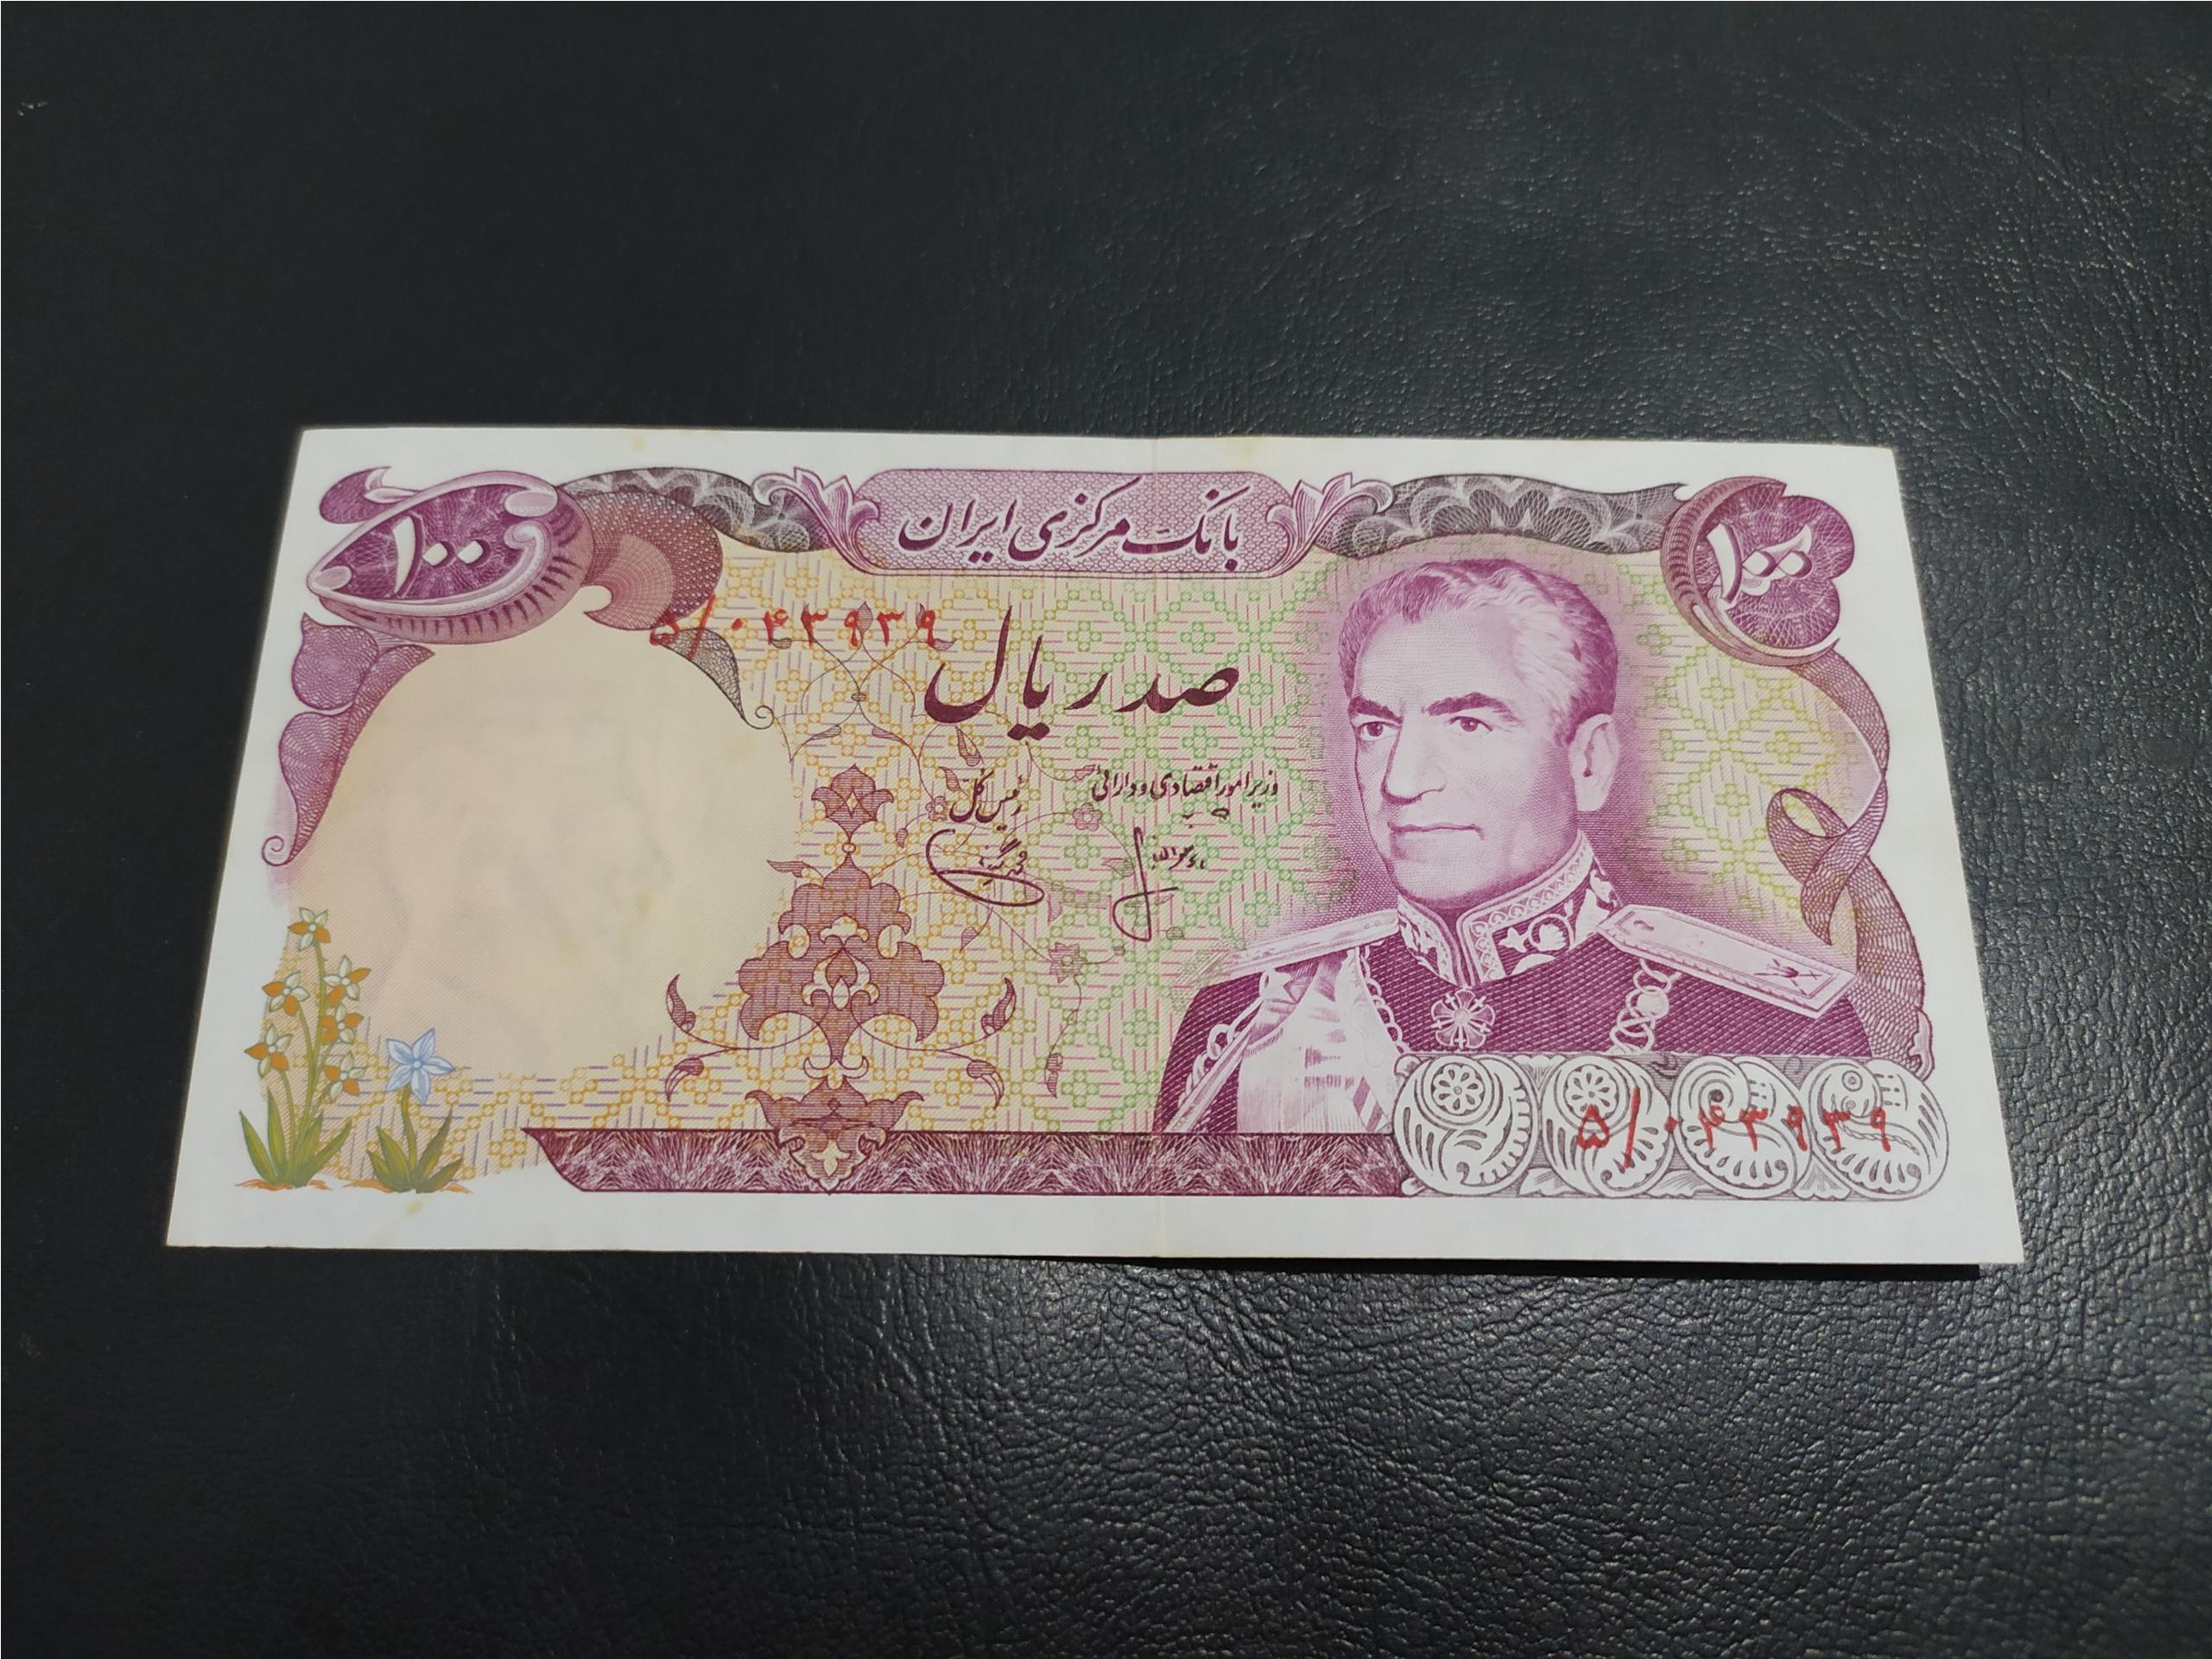 بانک مرکزی ایران
۱۰۰
۱۰۰
۵/۰۴۳۹۳۹
صد ریال
وزیر امور اقتصادی و دارائی
رئیس کل
۵/۰۴۳۹۳۹